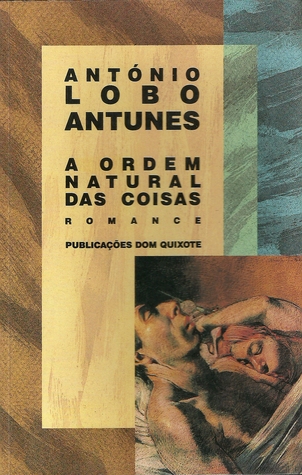 ANTÓNIO
LOBO
ANTUNES
A ORDEM
NATURAL
DAS COISAS
ROMANCE
PUBLICAÇÕES DOM QUIXOTE